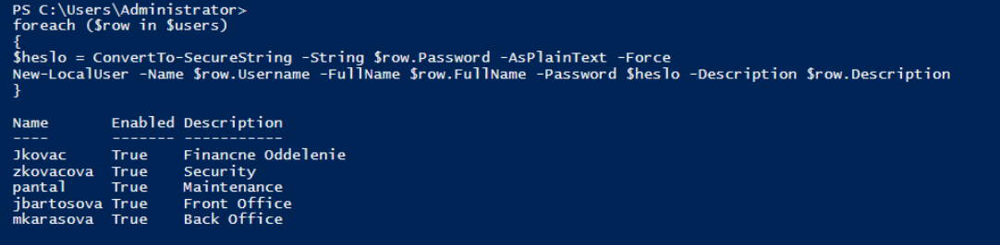 PS C:\Users\Administrator>
foreach ($row in $users)
{
$heslo = ConvertTo-SecureString -String $row.Password -AsPlainText -Force
New-LocalUser -Name $row.Username -FullName $row.FullName -Password $heslo -Description $row.Description
}
Name Enabled Description
---- ------- -----------
Jkovac True Financne Oddelenie
zkovacova True Security
pantal True Maintenance
jbartosova True Front Office
mkarasova True Back Office